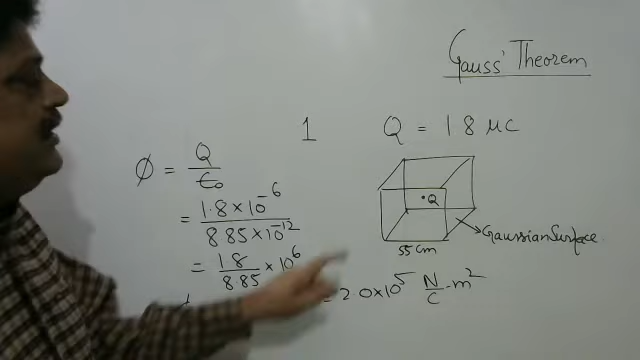 Gauss' Theorem
1
Q = 1.8 μC
φ = Q / ε₀
= 1.8 × 10⁻⁶ / 8.85 × 10⁻¹²
= 1.8 / 8.85 × 10⁶
• Q
Gaussian Surface
55 cm
= 2.0 × 10⁵ N/C · m²